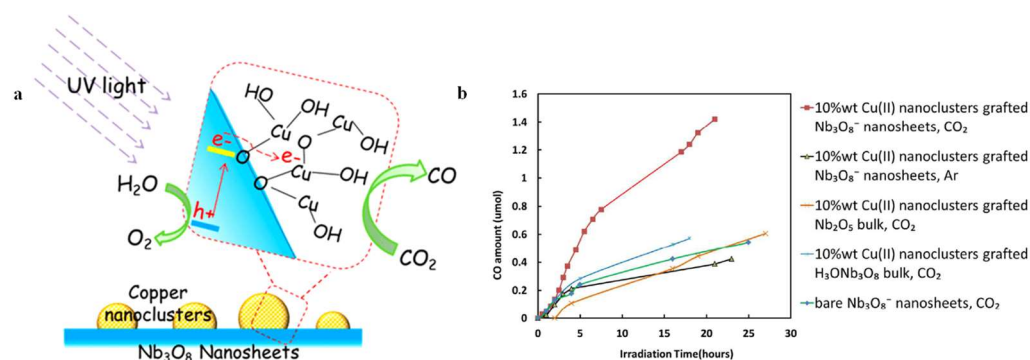 a
UV light
HO
OH
Cu
Cu
O
OH
e-
O
e-
Cu
OH
O
Cu
OH
H₂O
h+
O₂
CO
CO₂
Copper
nanoclusters
Nb₃O₈ Nanosheets
b
CO amount (umol)
1.6
1.4
1.2
1
0.8
0.6
0.4
0.2
0
0
5
10
15
20
25
30
Irradiation Time(hours)
10%wt Cu(II) nanoclusters grafted
Nb₃O₈⁻ nanosheets, CO₂
10%wt Cu(II) nanoclusters grafted
Nb₃O₈⁻ nanosheets, Ar
10%wt Cu(II) nanoclusters grafted
Nb₂O₅ bulk, CO₂
10%wt Cu(II) nanoclusters grafted
H₃ONb₃O₈ bulk, CO₂
bare Nb₃O₈⁻ nanosheets, CO₂